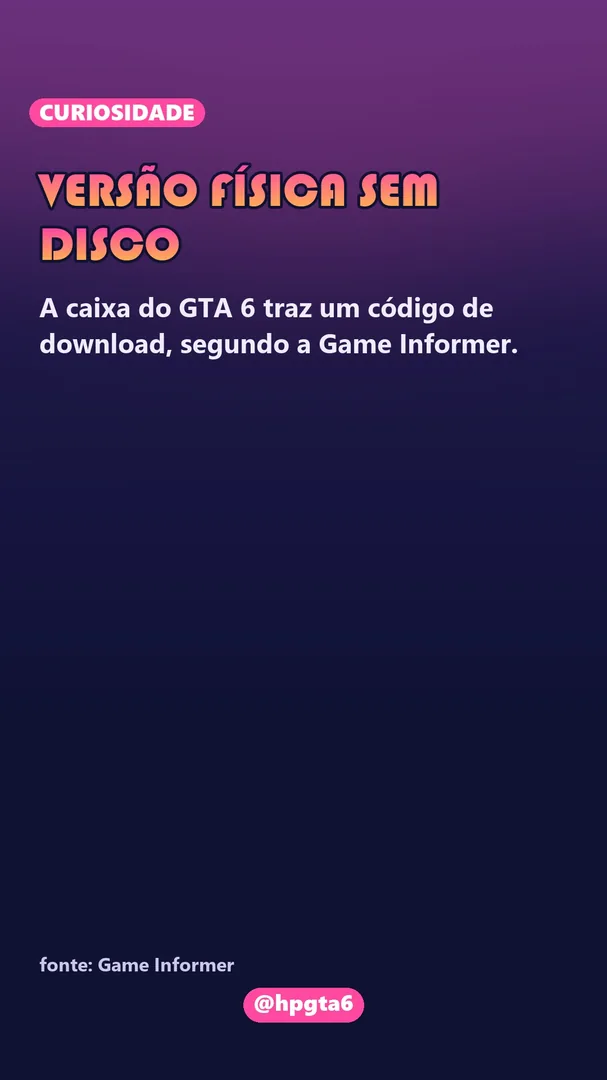 CURIOSIDADE
VERSÃO FÍSICA SEM
DISCO
A caixa do GTA 6 traz um código de
download, segundo a Game Informer.
fonte: Game Informer
@hpgta6